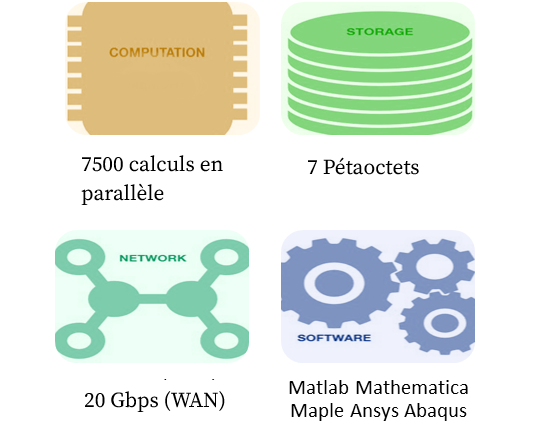 COMPUTATION
STORAGE
7500 calculs en
parallèle
7 Pétaoctets
NETWORK
SOFTWARE
20 Gbps (WAN)
Matlab Mathematica
Maple Ansys Abaqus